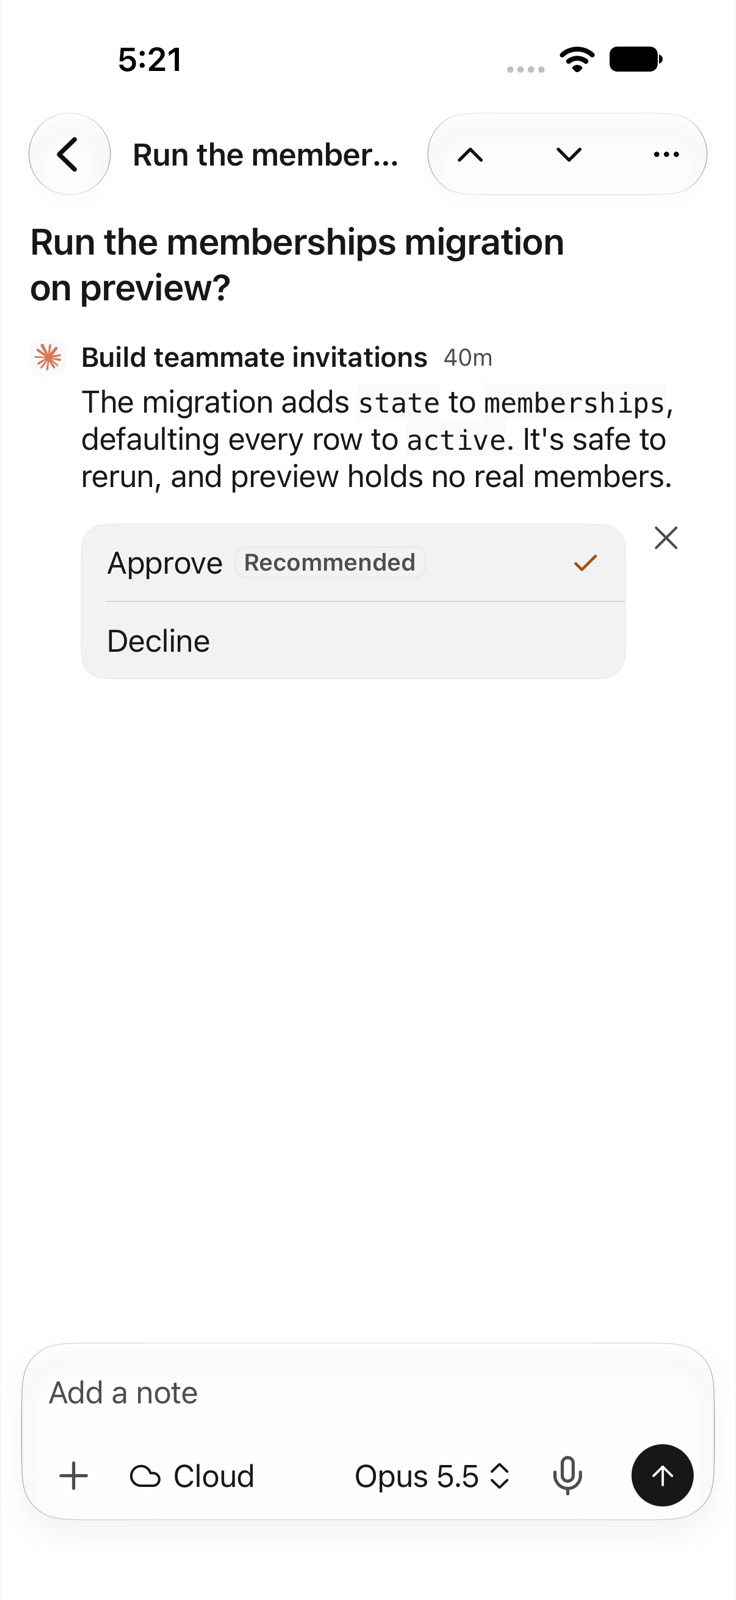 5:21
Run the member...
Run the memberships migration
on preview?
Build teammate invitations 40m
The migration adds state to memberships,
defaulting every row to active. It's safe to
rerun, and preview holds no real members.
Approve Recommended
Decline
Add a note
Cloud Opus 5.5